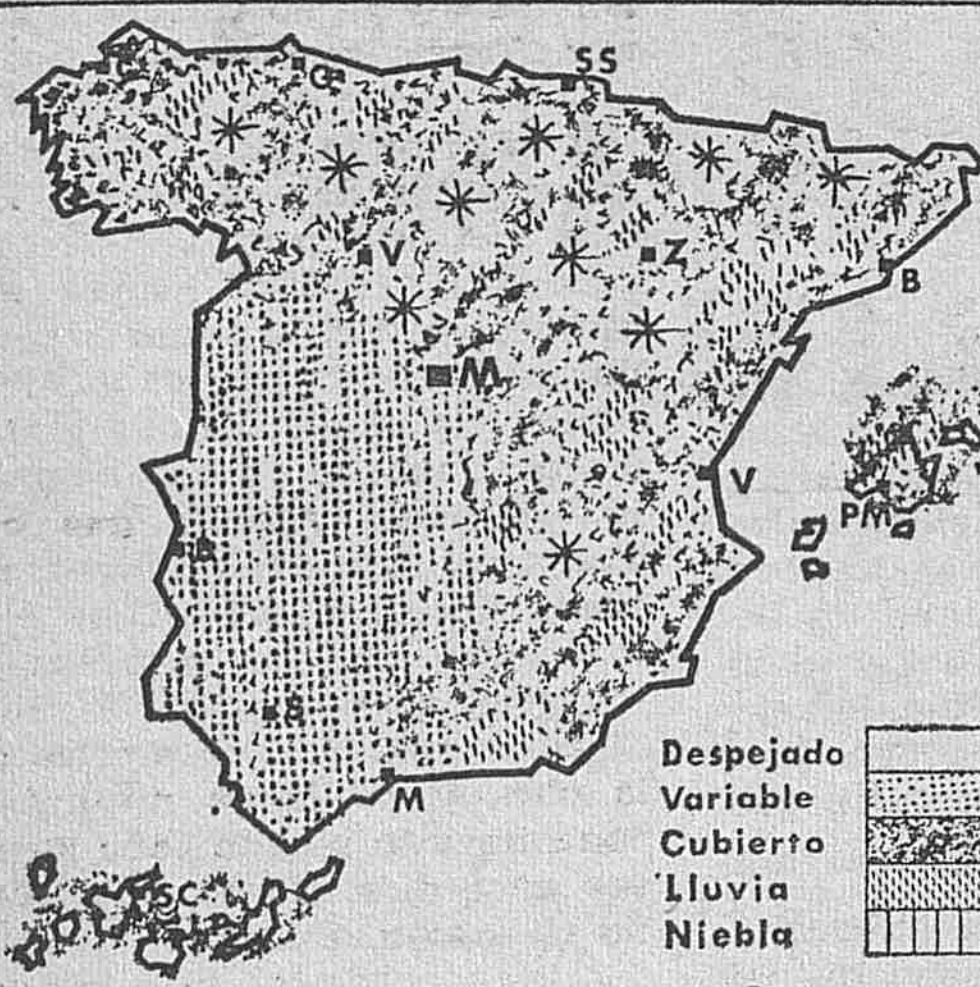 SS
O
V
Z
B
M
V
PM
B
S
M
SC
Despejado
Variable
Cubierto
Lluvia
Niebla